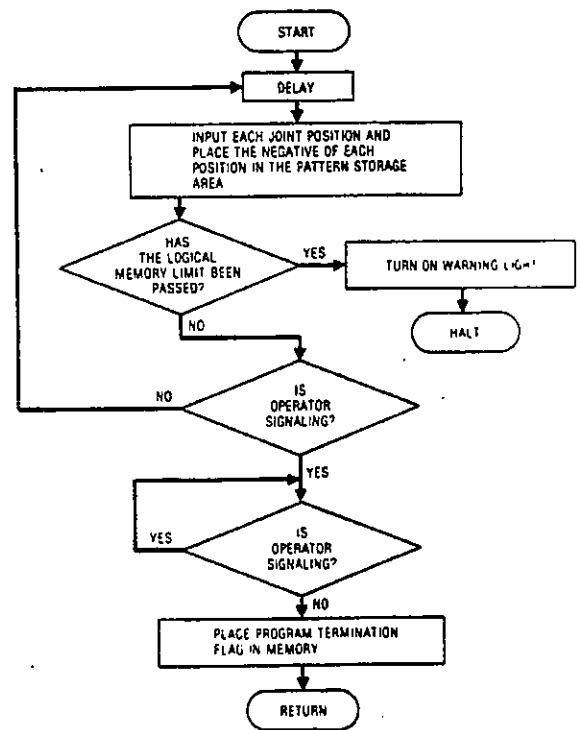 START
DELAY
INPUT EACH JOINT POSITION AND
PLACE THE NEGATIVE OF EACH
POSITION IN THE PATTERN STORAGE
AREA
HAS
THE LOGICAL
MEMORY LIMIT BEEN
PASSED?
YES
TURN ON WARNING LIGHT
HALT
NO
NO
IS
OPERATOR
SIGNALING?
YES
YES
IS
OPERATOR
SIGNALING?
NO
PLACE PROGRAM TERMINATION
FLAG IN MEMORY
RETURN